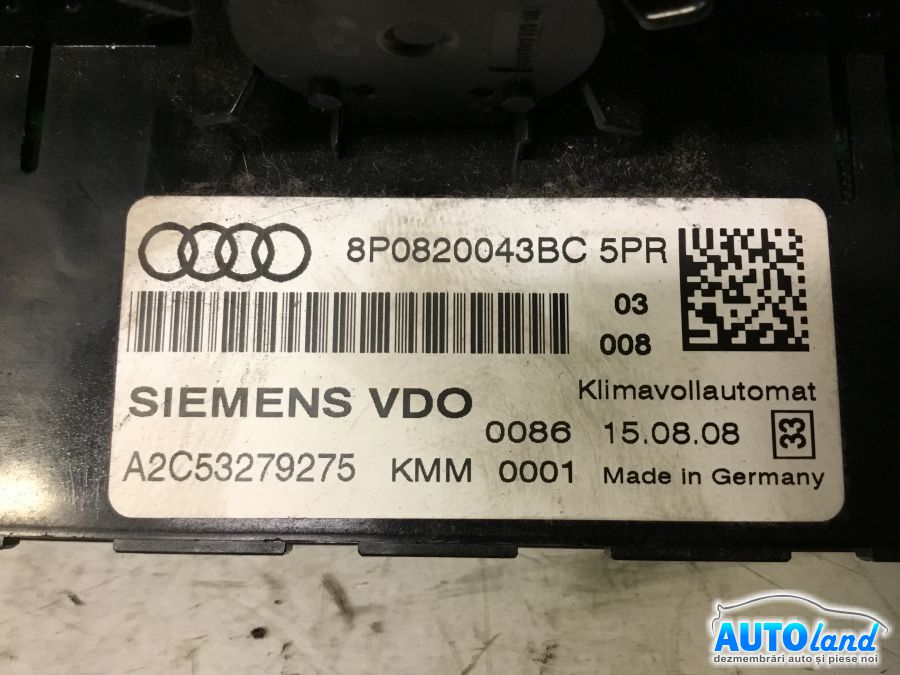 8P0820043BC 5PR
03
008
SIEMENS VDO
Klimavollautomat
0086 15.08.08 33
A2C53279275 KMM 0001 Made in Germany
AUTOland
dezmembrări auto și piese noi